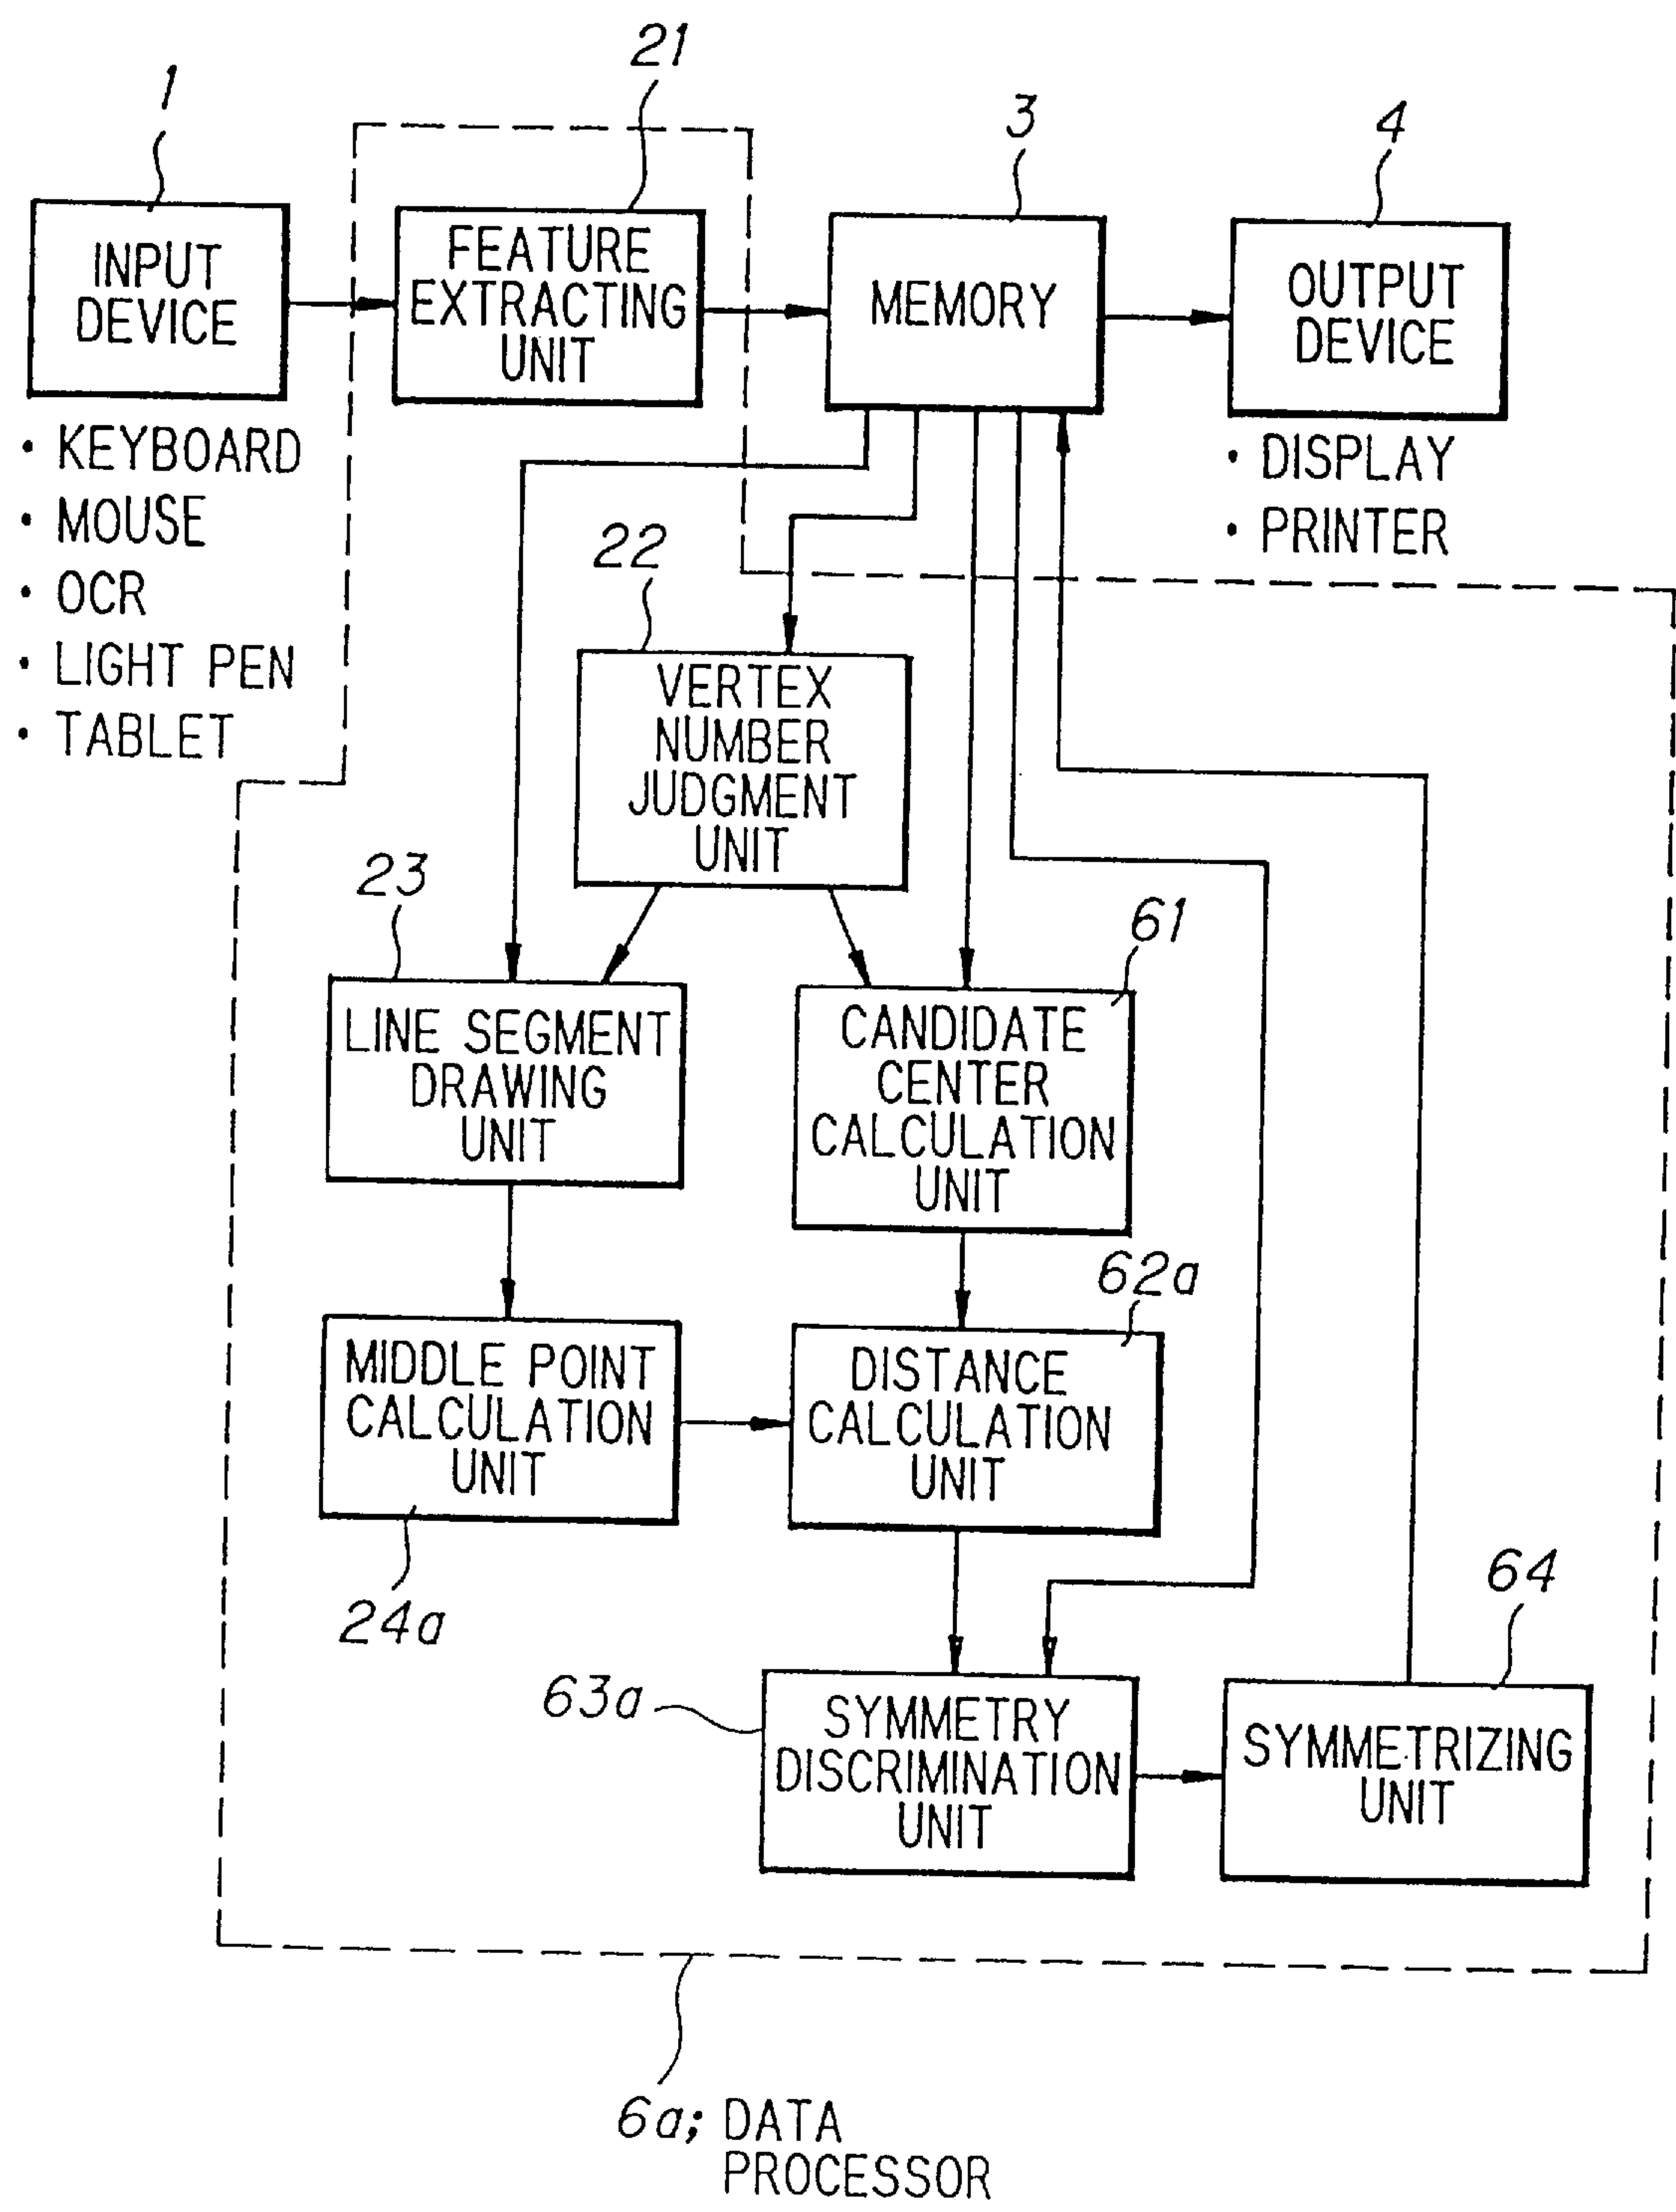 21
1
3
4
INPUT
DEVICE
FEATURE
EXTRACTING
UNIT
MEMORY
OUTPUT
DEVICE
· KEYBOARD
· MOUSE
· OCR
· LIGHT PEN
· TABLET
· DISPLAY
· PRINTER
22
VERTEX
NUMBER
JUDGMENT
UNIT
23
61
LINE SEGMENT
DRAWING
UNIT
CANDIDATE
CENTER
CALCULATION
UNIT
62a
MIDDLE POINT
CALCULATION
UNIT
DISTANCE
CALCULATION
UNIT
24a
64
63a
SYMMETRY
DISCRIMINATION
UNIT
SYMMETRIZING
UNIT
6a; DATA
PROCESSOR